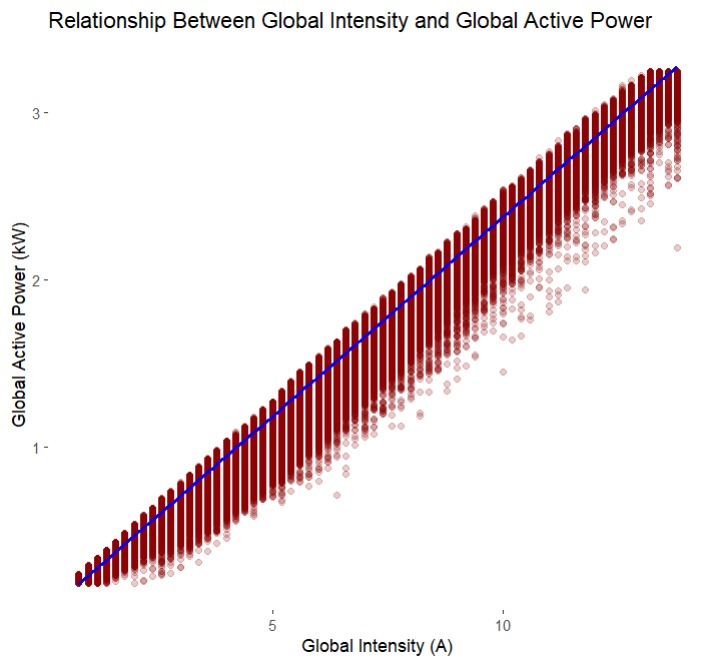 Relationship Between Global Intensity and Global Active Power
3
2
1
Global Active Power (kW)
5
10
Global Intensity (A)